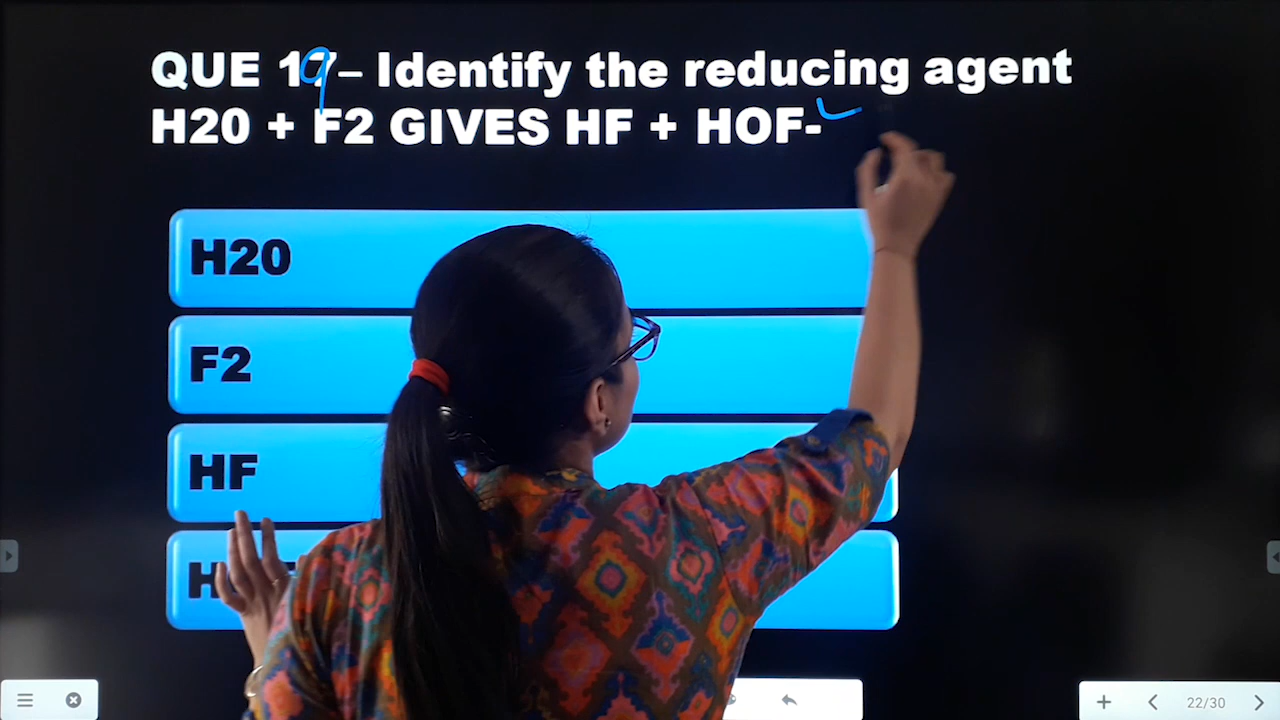 QUE 19– Identify the reducing agent
H20 + F2 GIVES HF + HOF-
H20
F2
HF
22/30